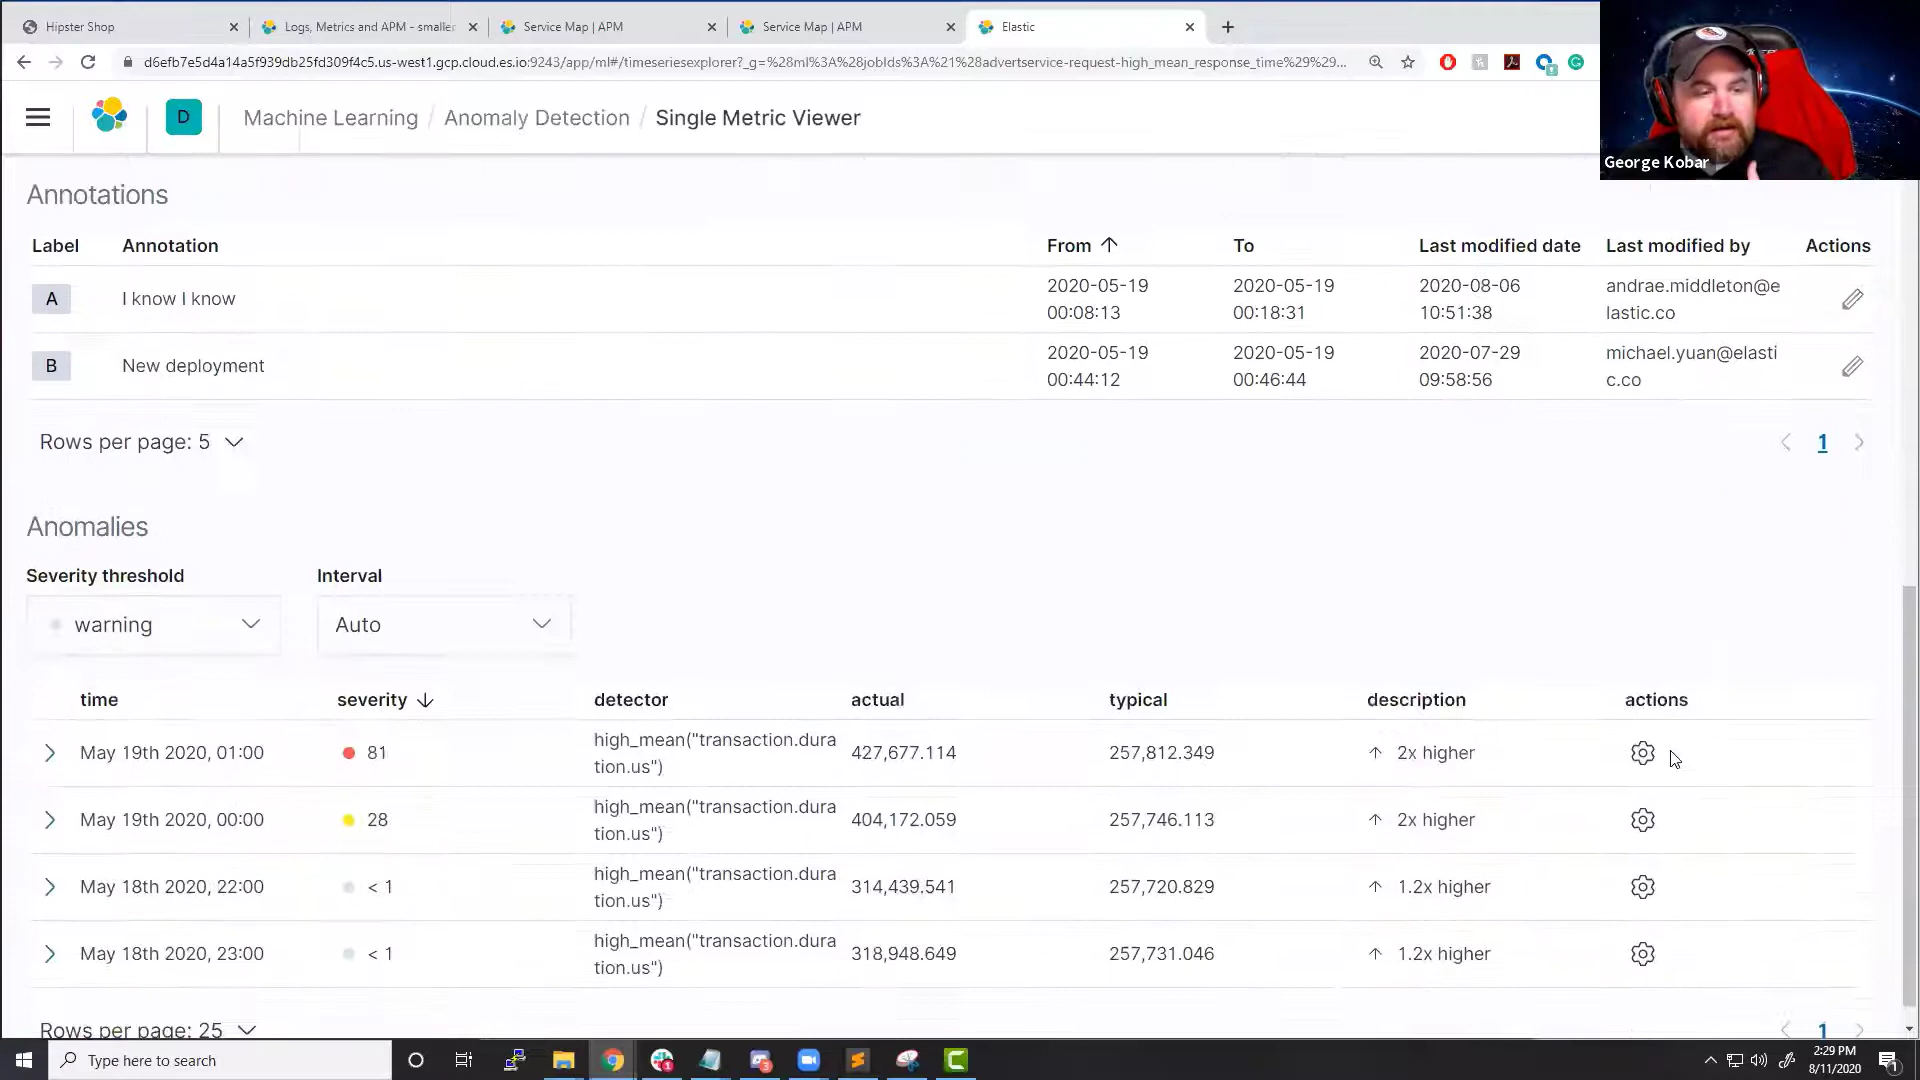 Hipster Shop
Logs, Metrics and APM - smaller
Service Map | APM
Service Map | APM
Elastic
d6efb7e5d4a14a5f939db25fd309f4c5.us-west1.gcp.cloud.es.io:9243/app/ml#/timeseriesexplorer?_g=%28ml%3A%28jobIds%3A%21%28advertservice-request-high_mean_response_time%29%29...
D
Machine Learning / Anomaly Detection / Single Metric Viewer
George Kobar
Annotations
Label Annotation From To Last modified date Last modified by Actions
A I know I know 2020-05-19 00:08:13 2020-05-19 00:18:31 2020-08-06 10:51:38 andrae.middleton@elastic.co
B New deployment 2020-05-19 00:44:12 2020-05-19 00:46:44 2020-07-29 09:58:56 michael.yuan@elastic.co
Rows per page: 5
1
Anomalies
Severity threshold Interval
warning Auto
time severity detector actual typical description actions
May 19th 2020, 01:00 81 high_mean("transaction.duration.us") 427,677.114 257,812.349 ↑ 2x higher
May 19th 2020, 00:00 28 high_mean("transaction.duration.us") 404,172.059 257,746.113 ↑ 2x higher
May 18th 2020, 22:00 < 1 high_mean("transaction.duration.us") 314,439.541 257,720.829 ↑ 1.2x higher
May 18th 2020, 23:00 < 1 high_mean("transaction.duration.us") 318,948.649 257,731.046 ↑ 1.2x higher
Rows per page: 25
1
Type here to search
2:29 PM
8/11/2020